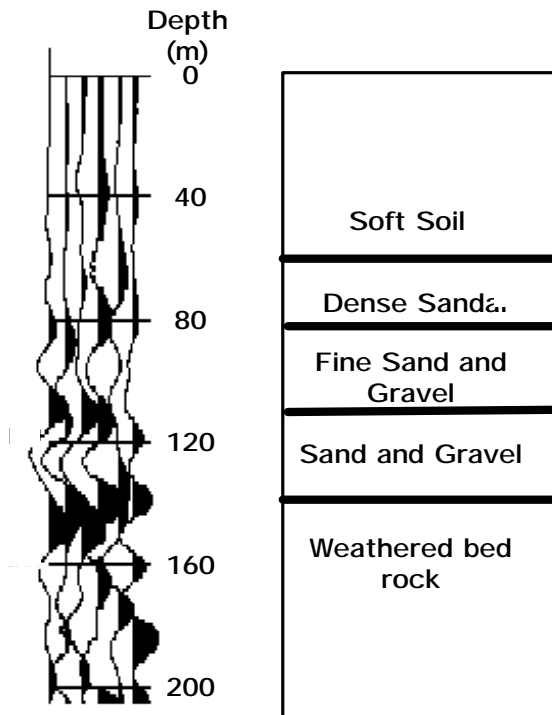 Depth
(m)
0
40
80
120
160
200
Soft Soil
Dense Sanda..
Fine Sand and
Gravel
Sand and Gravel
Weathered bed
rock